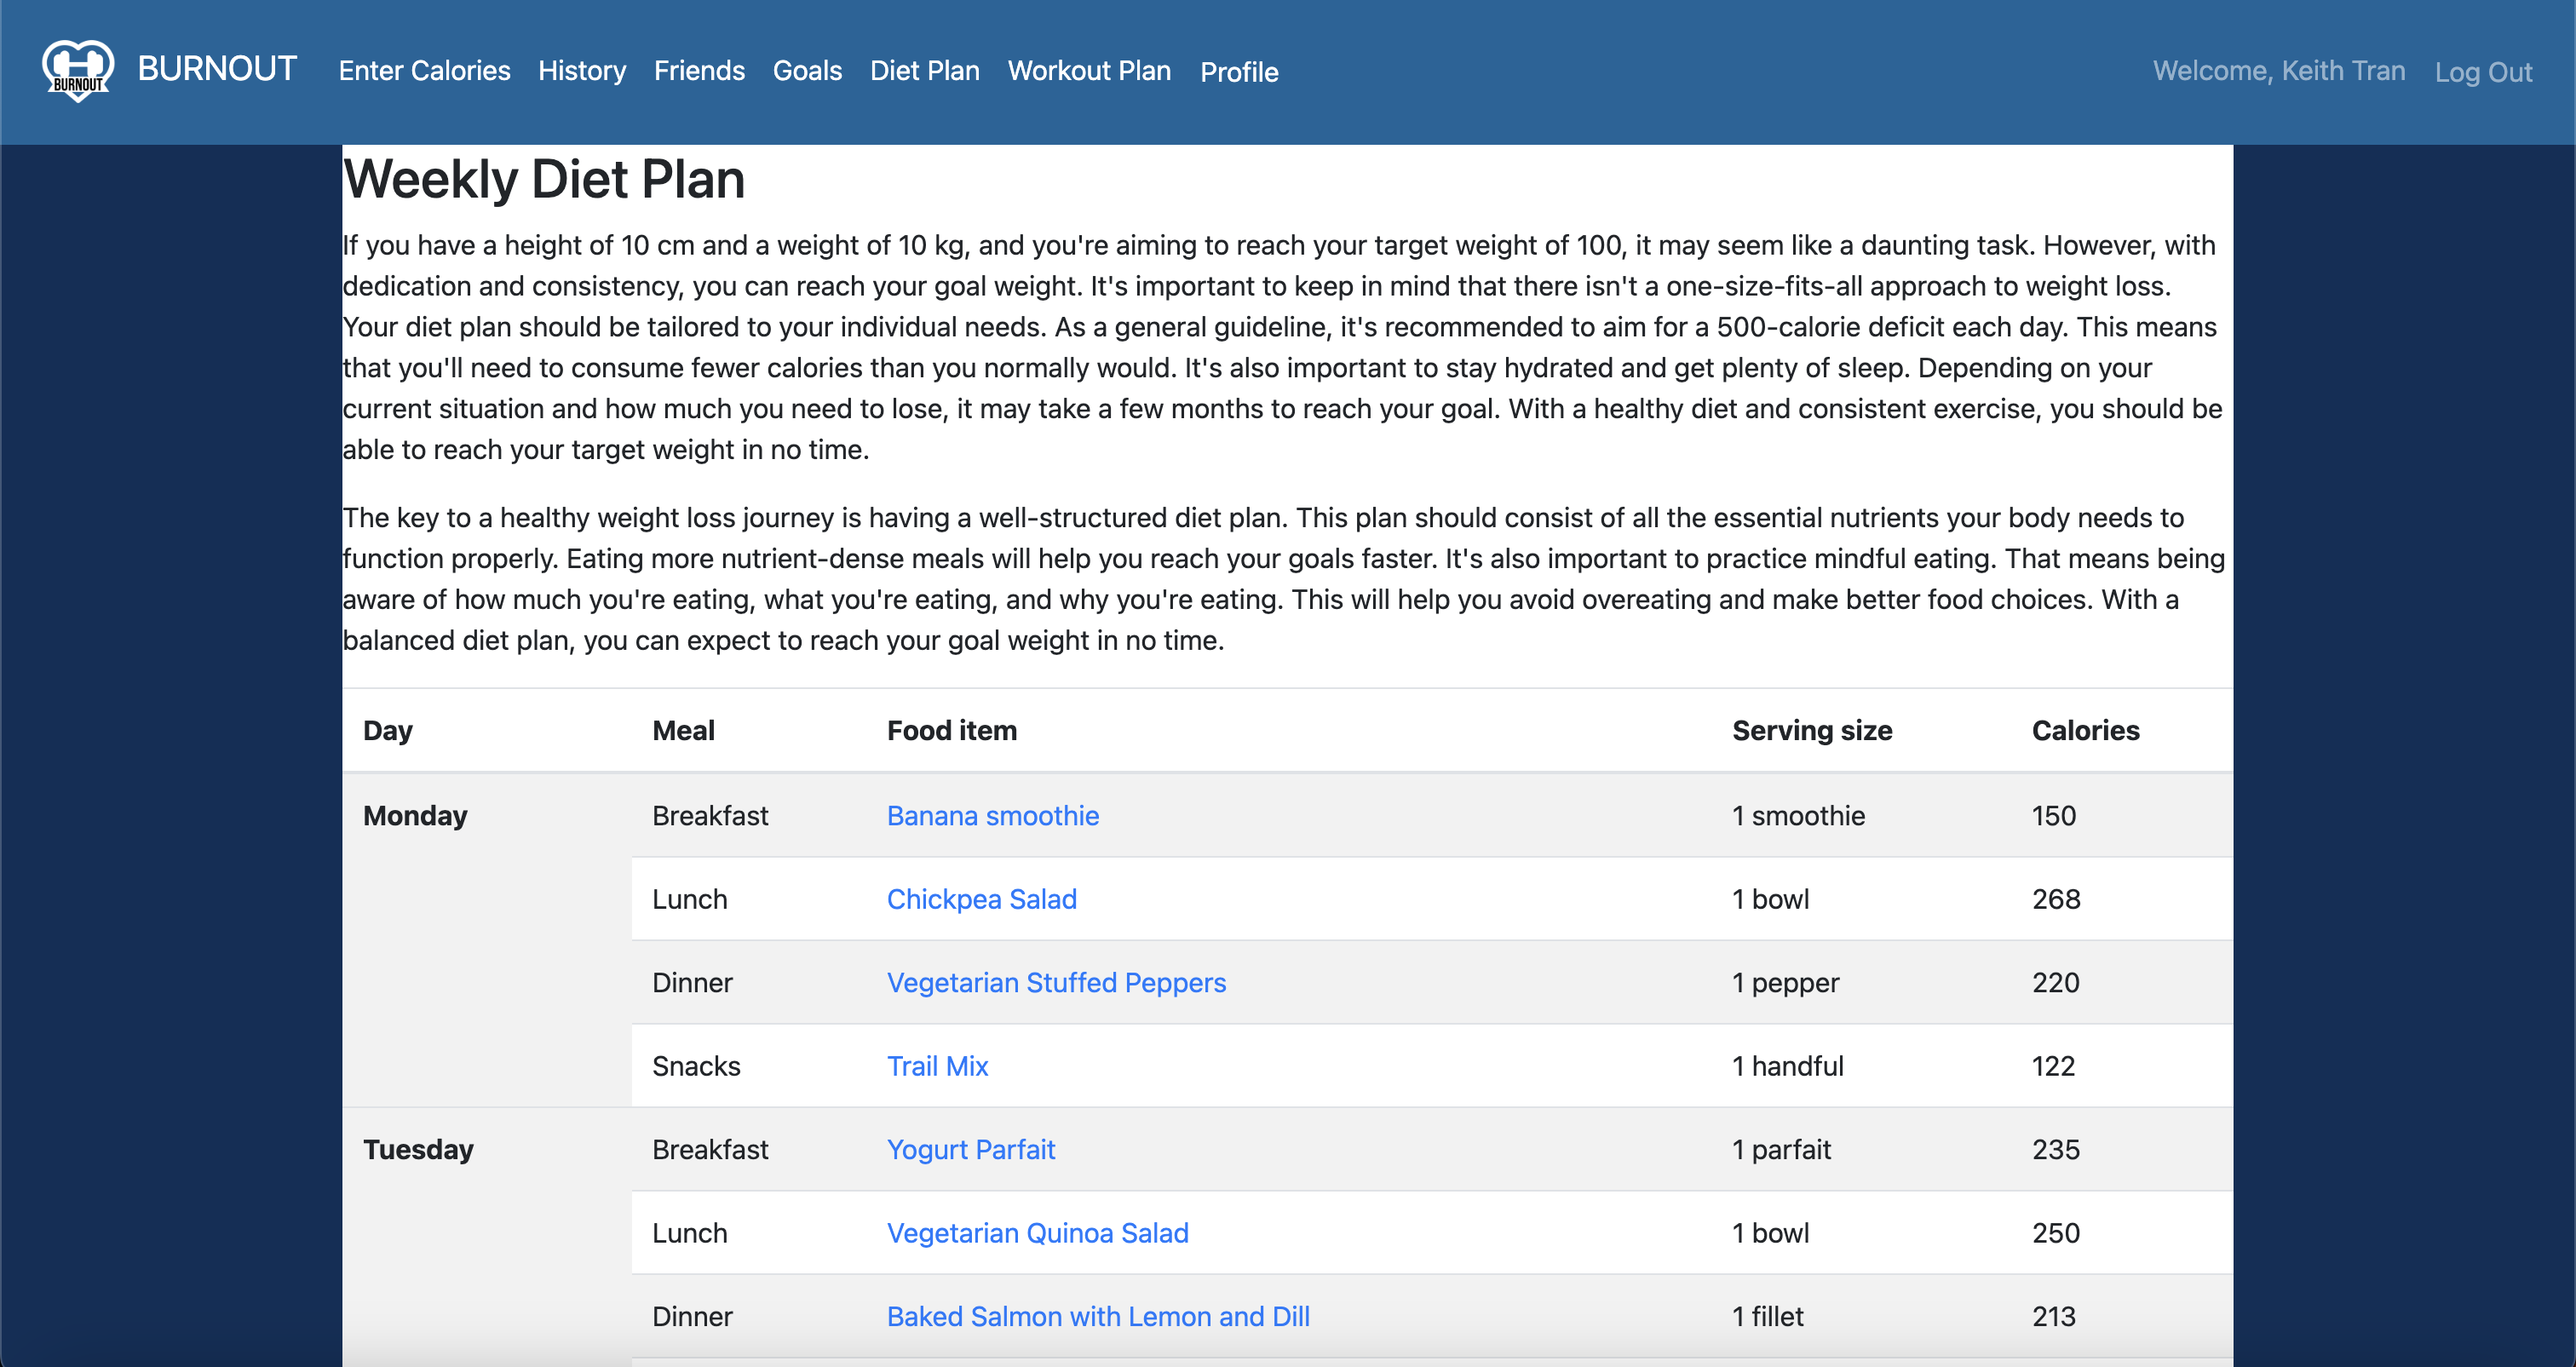 BURNOUT
BURNOUT Enter Calories History Friends Goals Diet Plan Workout Plan Profile Welcome, Keith Tran Log Out
Weekly Diet Plan
If you have a height of 10 cm and a weight of 10 kg, and you're aiming to reach your target weight of 100, it may seem like a daunting task. However, with
dedication and consistency, you can reach your goal weight. It's important to keep in mind that there isn't a one-size-fits-all approach to weight loss.
Your diet plan should be tailored to your individual needs. As a general guideline, it's recommended to aim for a 500-calorie deficit each day. This means
that you'll need to consume fewer calories than you normally would. It's also important to stay hydrated and get plenty of sleep. Depending on your
current situation and how much you need to lose, it may take a few months to reach your goal. With a healthy diet and consistent exercise, you should be
able to reach your target weight in no time.
The key to a healthy weight loss journey is having a well-structured diet plan. This plan should consist of all the essential nutrients your body needs to
function properly. Eating more nutrient-dense meals will help you reach your goals faster. It's also important to practice mindful eating. That means being
aware of how much you're eating, what you're eating, and why you're eating. This will help you avoid overeating and make better food choices. With a
balanced diet plan, you can expect to reach your goal weight in no time.
Day Meal Food item Serving size Calories
Monday Breakfast Banana smoothie 1 smoothie 150
Lunch Chickpea Salad 1 bowl 268
Dinner Vegetarian Stuffed Peppers 1 pepper 220
Snacks Trail Mix 1 handful 122
Tuesday Breakfast Yogurt Parfait 1 parfait 235
Lunch Vegetarian Quinoa Salad 1 bowl 250
Dinner Baked Salmon with Lemon and Dill 1 fillet 213